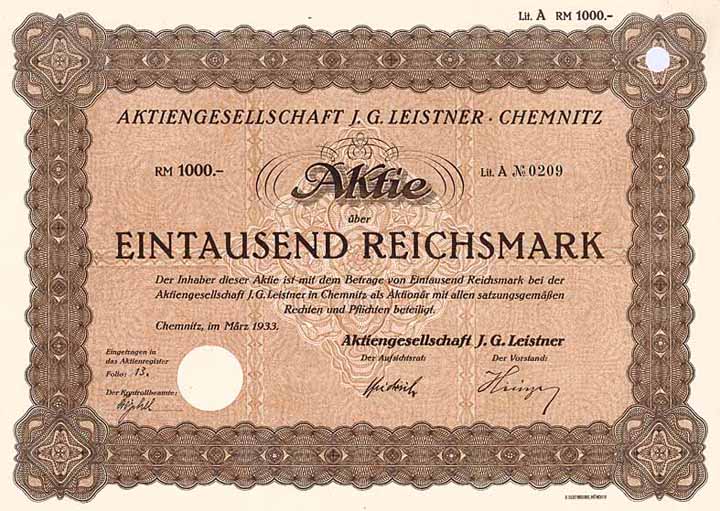 Lit. A RM 1000.-
AKTIENGESELLSCHAFT J. G. LEISTNER · CHEMNITZ
RM 1000.-
Aktie
Lit. A № 0209
über
EINTAUSEND REICHSMARK
Der Inhaber dieser Aktie ist mit dem Betrage von Eintausend Reichsmark bei der
Aktiengesellschaft J. G. Leistner in Chemnitz als Aktionär mit allen satzungsgemäßen
Rechten und Pflichten beteiligt.
Chemnitz, im März 1933.
Aktiengesellschaft J. G. Leistner
Eingetragen in
das Aktienregister
Folio: 13.
Der Aufsichtsrat:
Der Vorstand:
Der Kontrollbeamte: